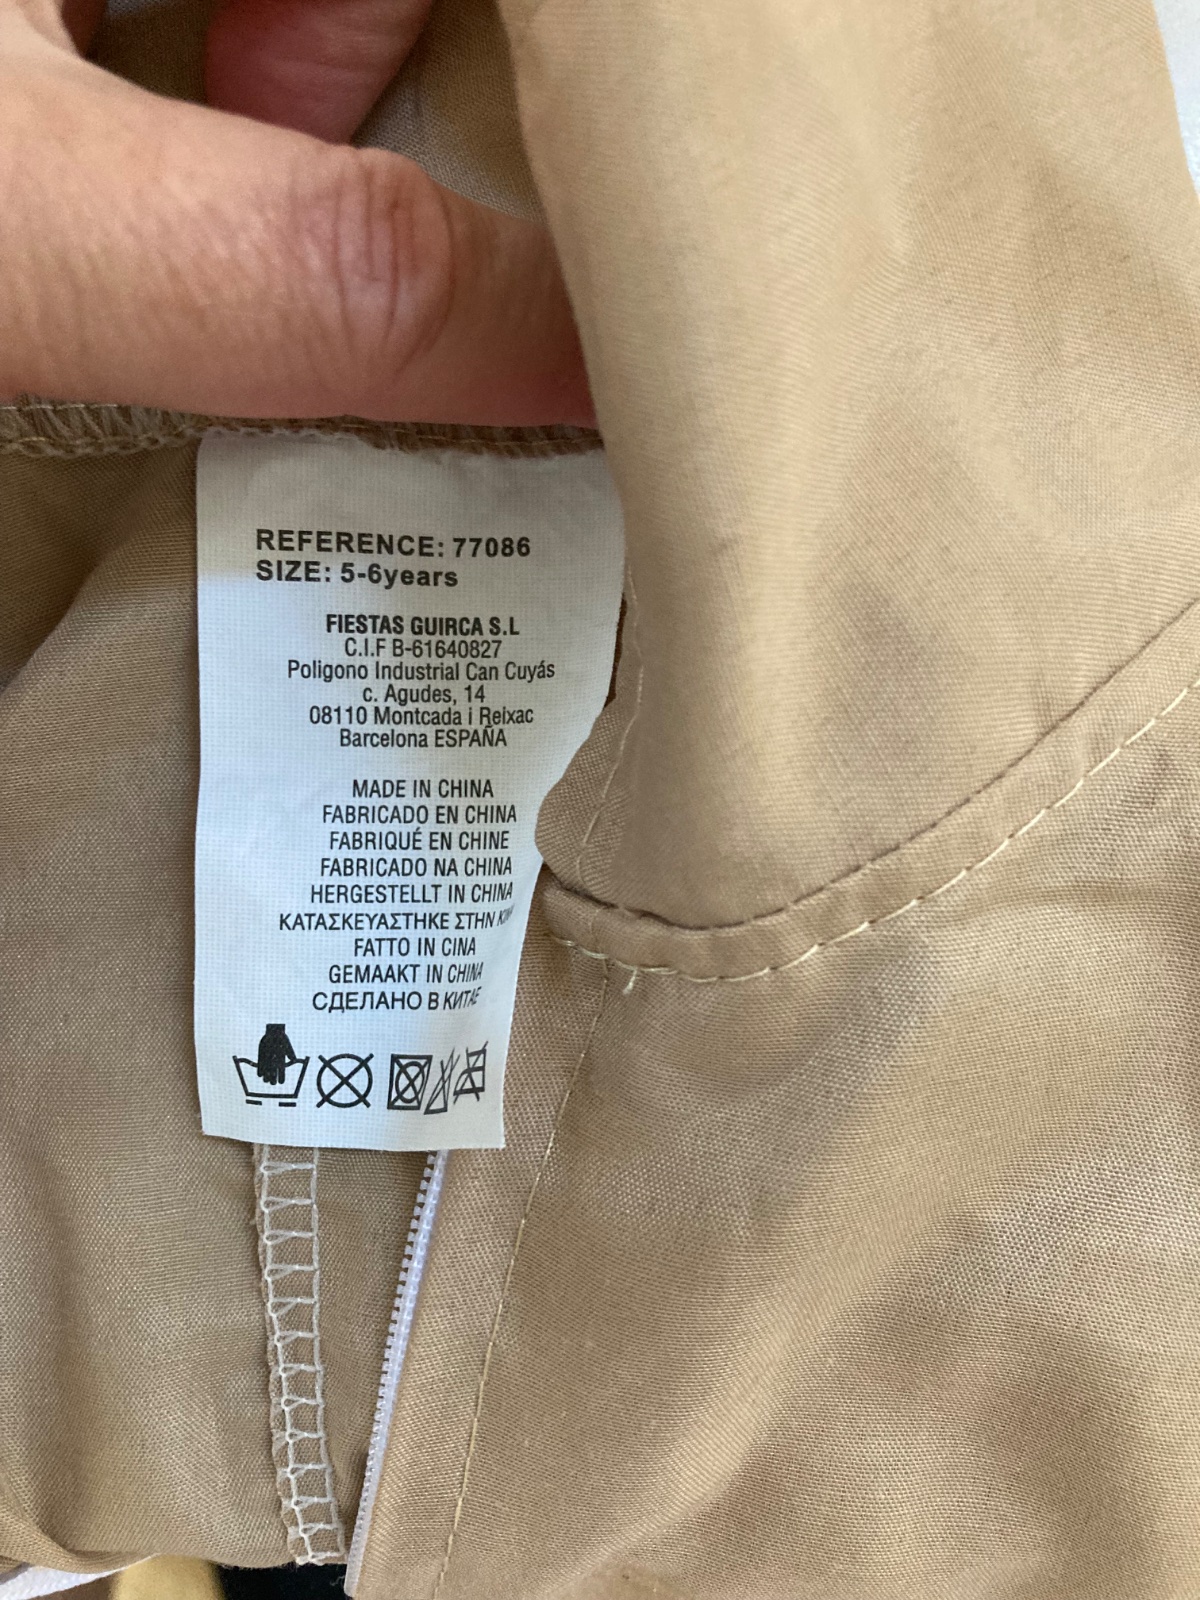 REFERENCE: 77086
SIZE: 5-6years
FIESTAS GUIRCA S.L
C.I.F B-61640827
Poligono Industrial Can Cuyás
c. Agudes, 14
08110 Montcada i Reixac
Barcelona ESPAÑA
MADE IN CHINA
FABRICADO EN CHINA
FABRIQUÉ EN CHINE
FABRICADO NA CHINA
HERGESTELLT IN CHINA
ΚΑΤΑΣΚΕΥΑΣΤΗΚΕ ΣΤΗΝ
FATTO IN CINA
GEMAAKT IN CHINA
СДЕЛАНО В КИТАЕ